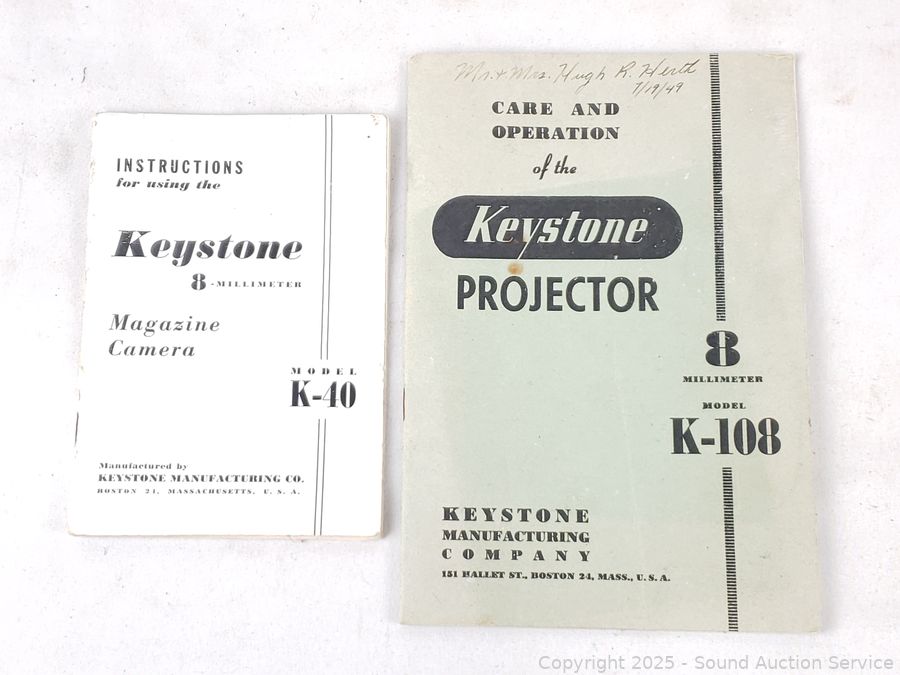 INSTRUCTIONS
for using the
Keystone
8-MILLIMETER
Magazine
Camera
MODEL
K-40
Manufactured by
KEYSTONE MANUFACTURING CO.
BOSTON 24, MASSACHUSETTS, U. S. A.
Mr. & Mrs. Hugh R. Herth
7/19/49
CARE AND
OPERATION
of the
Keystone
PROJECTOR
8
MILLIMETER
MODEL
K-108
KEYSTONE
MANUFACTURING
COMPANY
151 HALLET ST., BOSTON 24, MASS., U. S. A.
Copyright © 2025 - Sound Auction Service